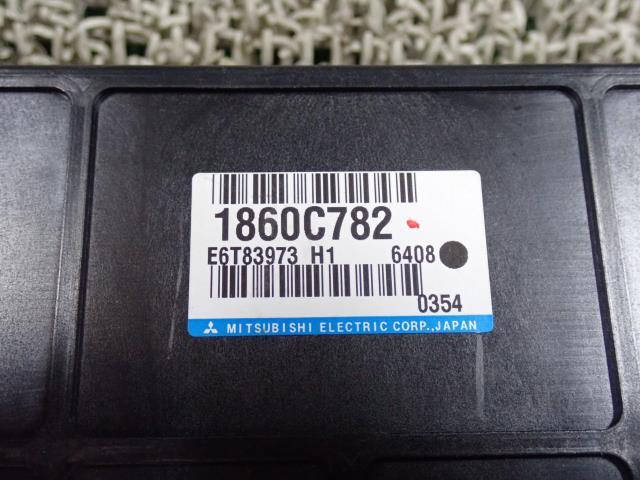 1860C782
E6T83973 H1 6408
0354
MITSUBISHI ELECTRIC CORP.,JAPAN